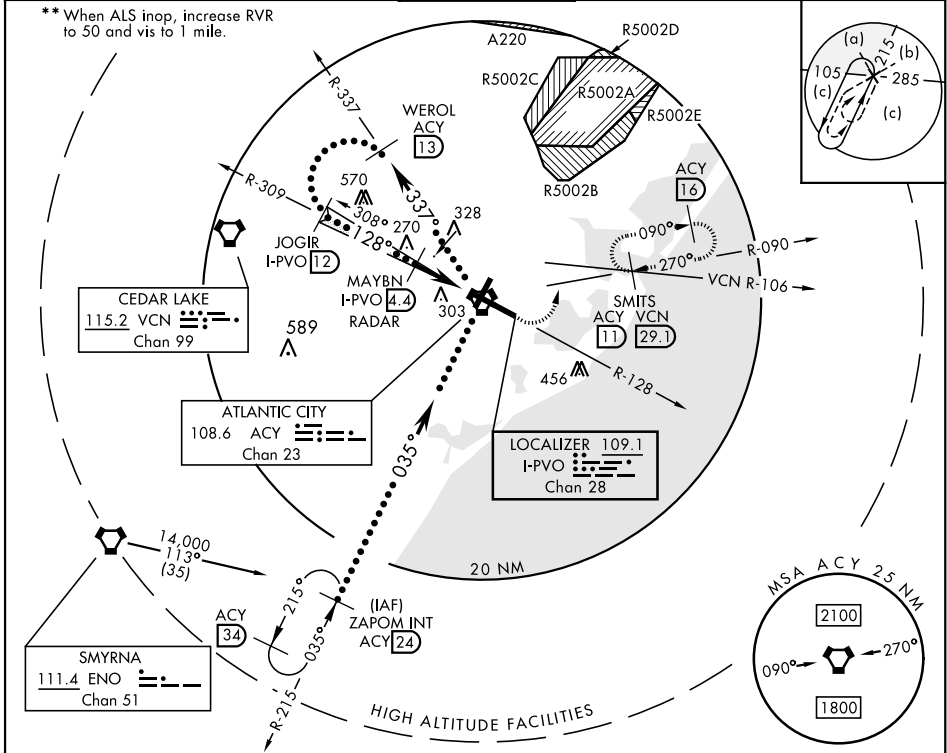 ** When ALS inop, increase RVR
to 50 and vis to 1 mile.
A220
R5002D
R5002C
R5002A
R5002E
R5002B
(a)
215
(b)
105
285
(c)
(c)
R-337
WEROL
ACY
13
R-309
570
308°
270
337°
328
128°
JOGIR
I-PVO 12
MAYBN
I-PVO 4.4
RADAR
303
ACY
16
090°
R-090
270°
VCN R-106
SMITS
ACY VCN
11 29.1
CEDAR LAKE
115.2 VCN
Chan 99
589
456
R-128
ATLANTIC CITY
108.6 ACY
Chan 23
LOCALIZER 109.1
I-PVO
Chan 28
035°
14,000
113°
(35)
20 NM
215°
035°
(IAF)
ZAPOM INT
ACY 24
ACY
34
SMYRNA
111.4 ENO
Chan 51
R-215
HIGH ALTITUDE FACILITIES
MSA ACY 25 NM
2100
090°
270°
1800